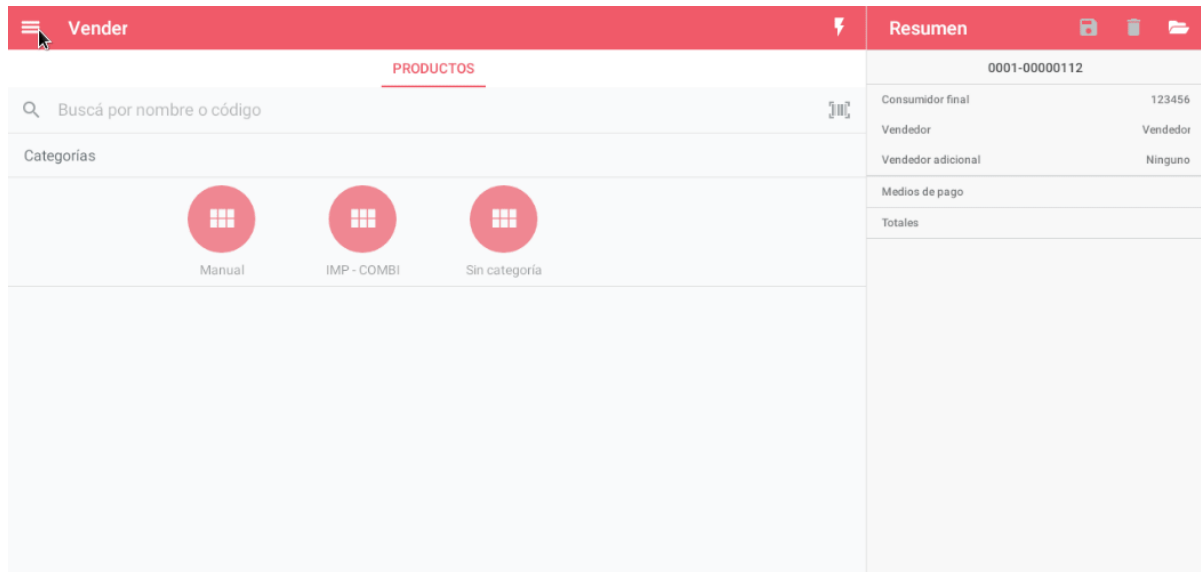 Vender
PRODUCTOS
Buscá por nombre o código
Categorías
Manual
IMP - COMBI
Sin categoría
Resumen
0001-00000112
Consumidor final 123456
Vendedor Vendedor
Vendedor adicional Ninguno
Medios de pago
Totales